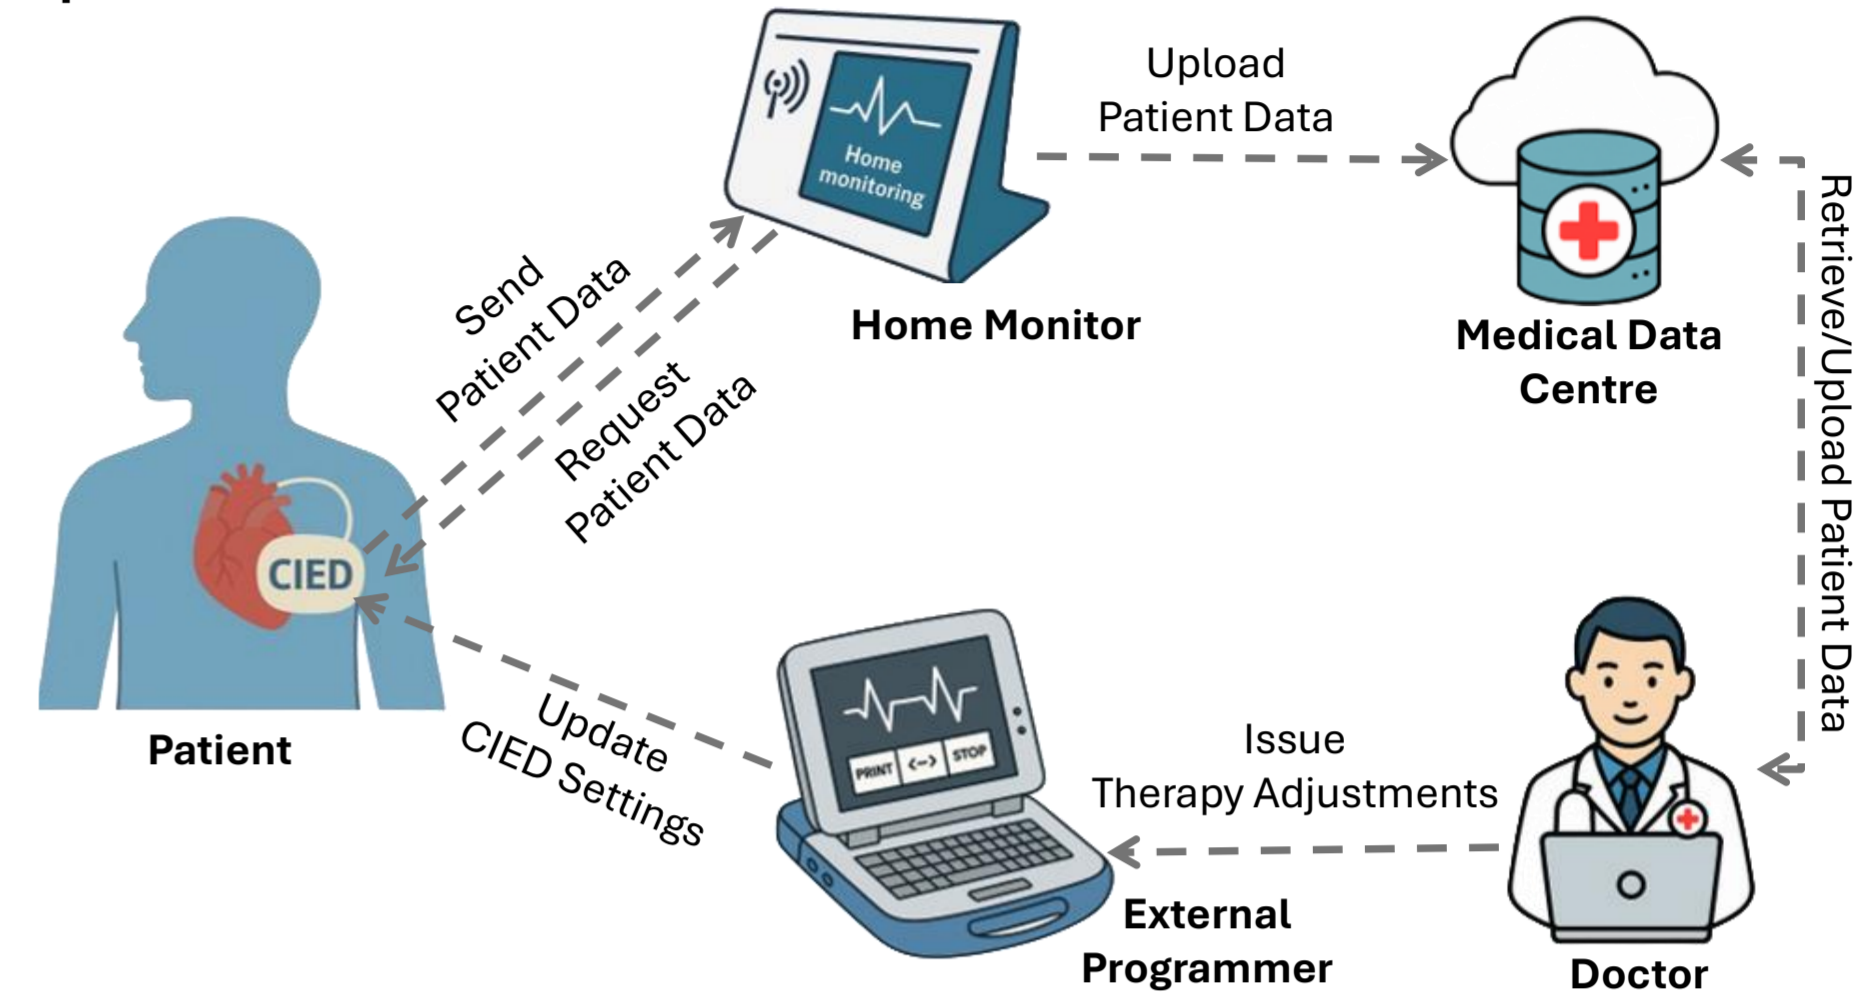 Upload
Patient Data
Home
monitoring
Send
Patient Data
Request
Patient Data
Home Monitor
Medical Data
Centre
Retrieve/Upload Patient Data
CIED
Patient
Update
CIED Settings
PRINT
<-->
STOP
Issue
Therapy Adjustments
External
Programmer
Doctor